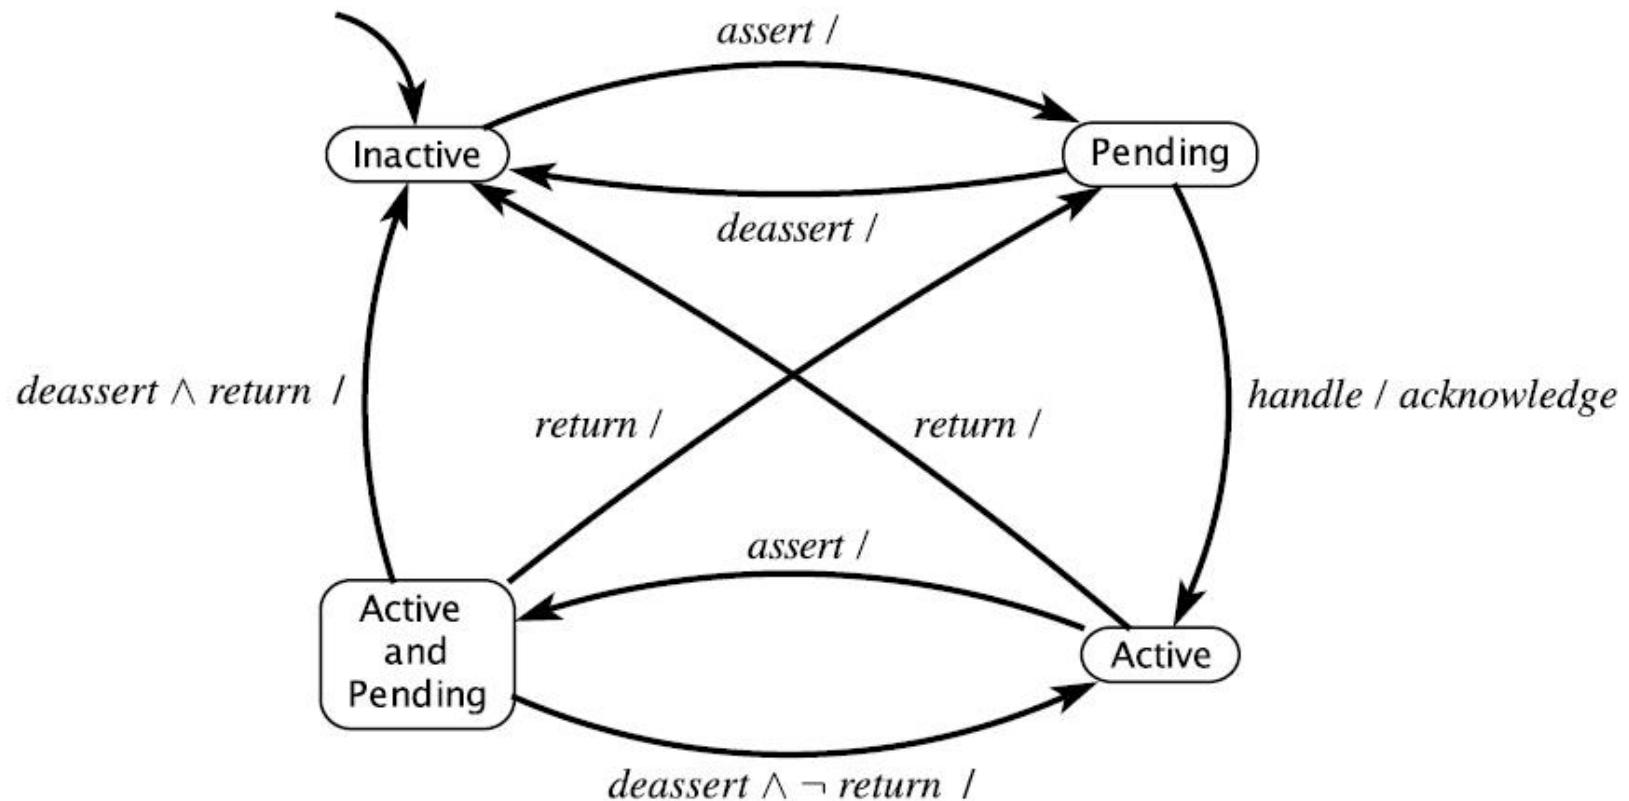 assert /
Inactive
Pending
deassert /
deassert ∧ return /
return /
return /
handle / acknowledge
assert /
Active
and
Pending
Active
deassert ∧ ¬ return /